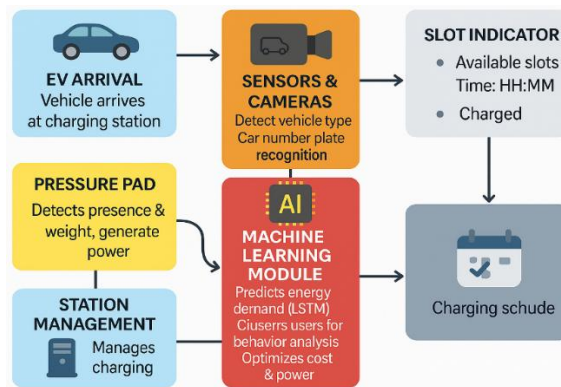 EV ARRIVAL
Vehicle arrives
at charging station
SENSORS &
CAMERAS
Detect vehicle type
Car number plate
recognition
SLOT INDICATOR
Available slots
Time: HH:MM
Charged
PRESSURE PAD
Detects presence &
weight, generate
power
AI
MACHINE
LEARNING
MODULE
Predicts energy
demand (LSTM)
Ciuserrs users for
behavior analysis
Optimizes cost
& power
Charging schude
STATION
MANAGEMENT
Manages
charging